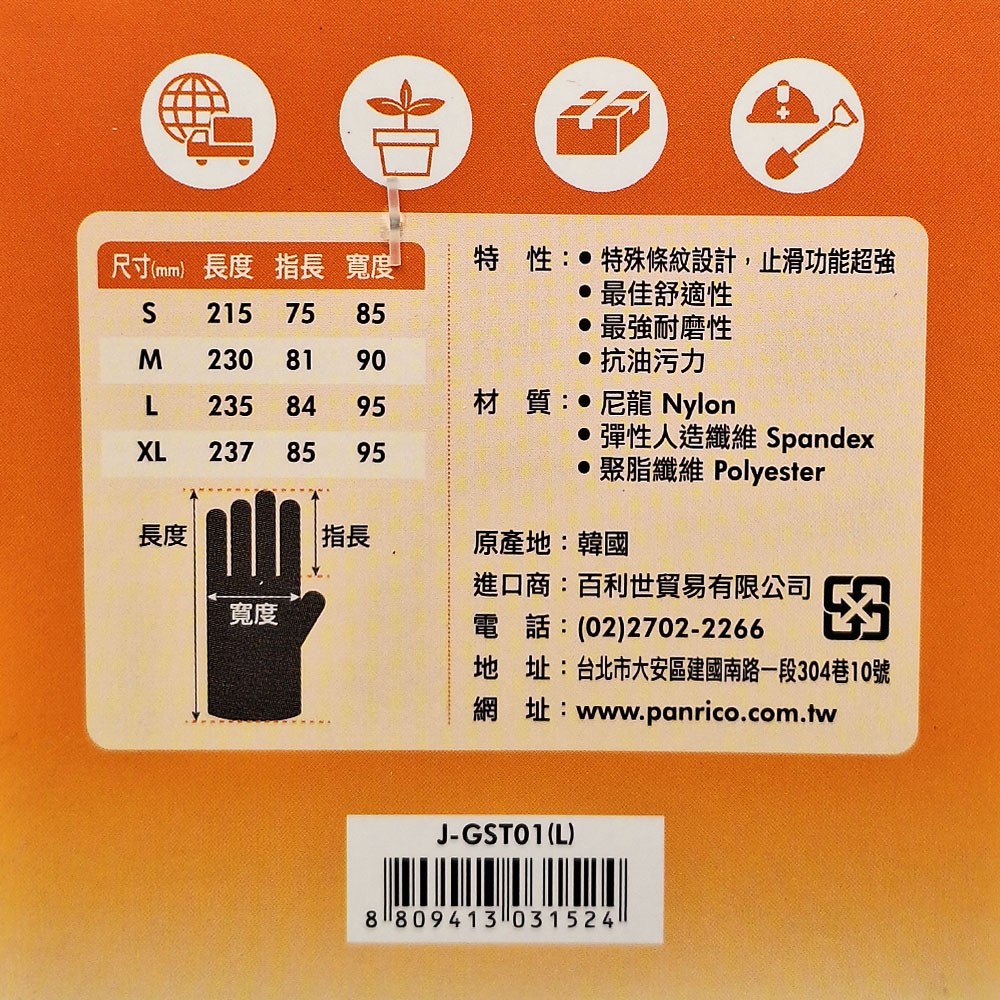 尺寸(mm) 長度 指長 寬度
S 215 75 85
M 230 81 90
L 235 84 95
XL 237 85 95
長度
指長
寬度
特 性：● 特殊條紋設計，止滑功能超強
● 最佳舒適性
● 最強耐磨性
● 抗油污力
材 質：● 尼龍 Nylon
● 彈性人造纖維 Spandex
● 聚脂纖維 Polyester
原產地：韓國
進口商：百利世貿易有限公司
電 話：(02)2702-2266
地 址：台北市大安區建國南路一段304巷10號
網 址：www.panrico.com.tw
J-GST01(L)
8 809413 031524